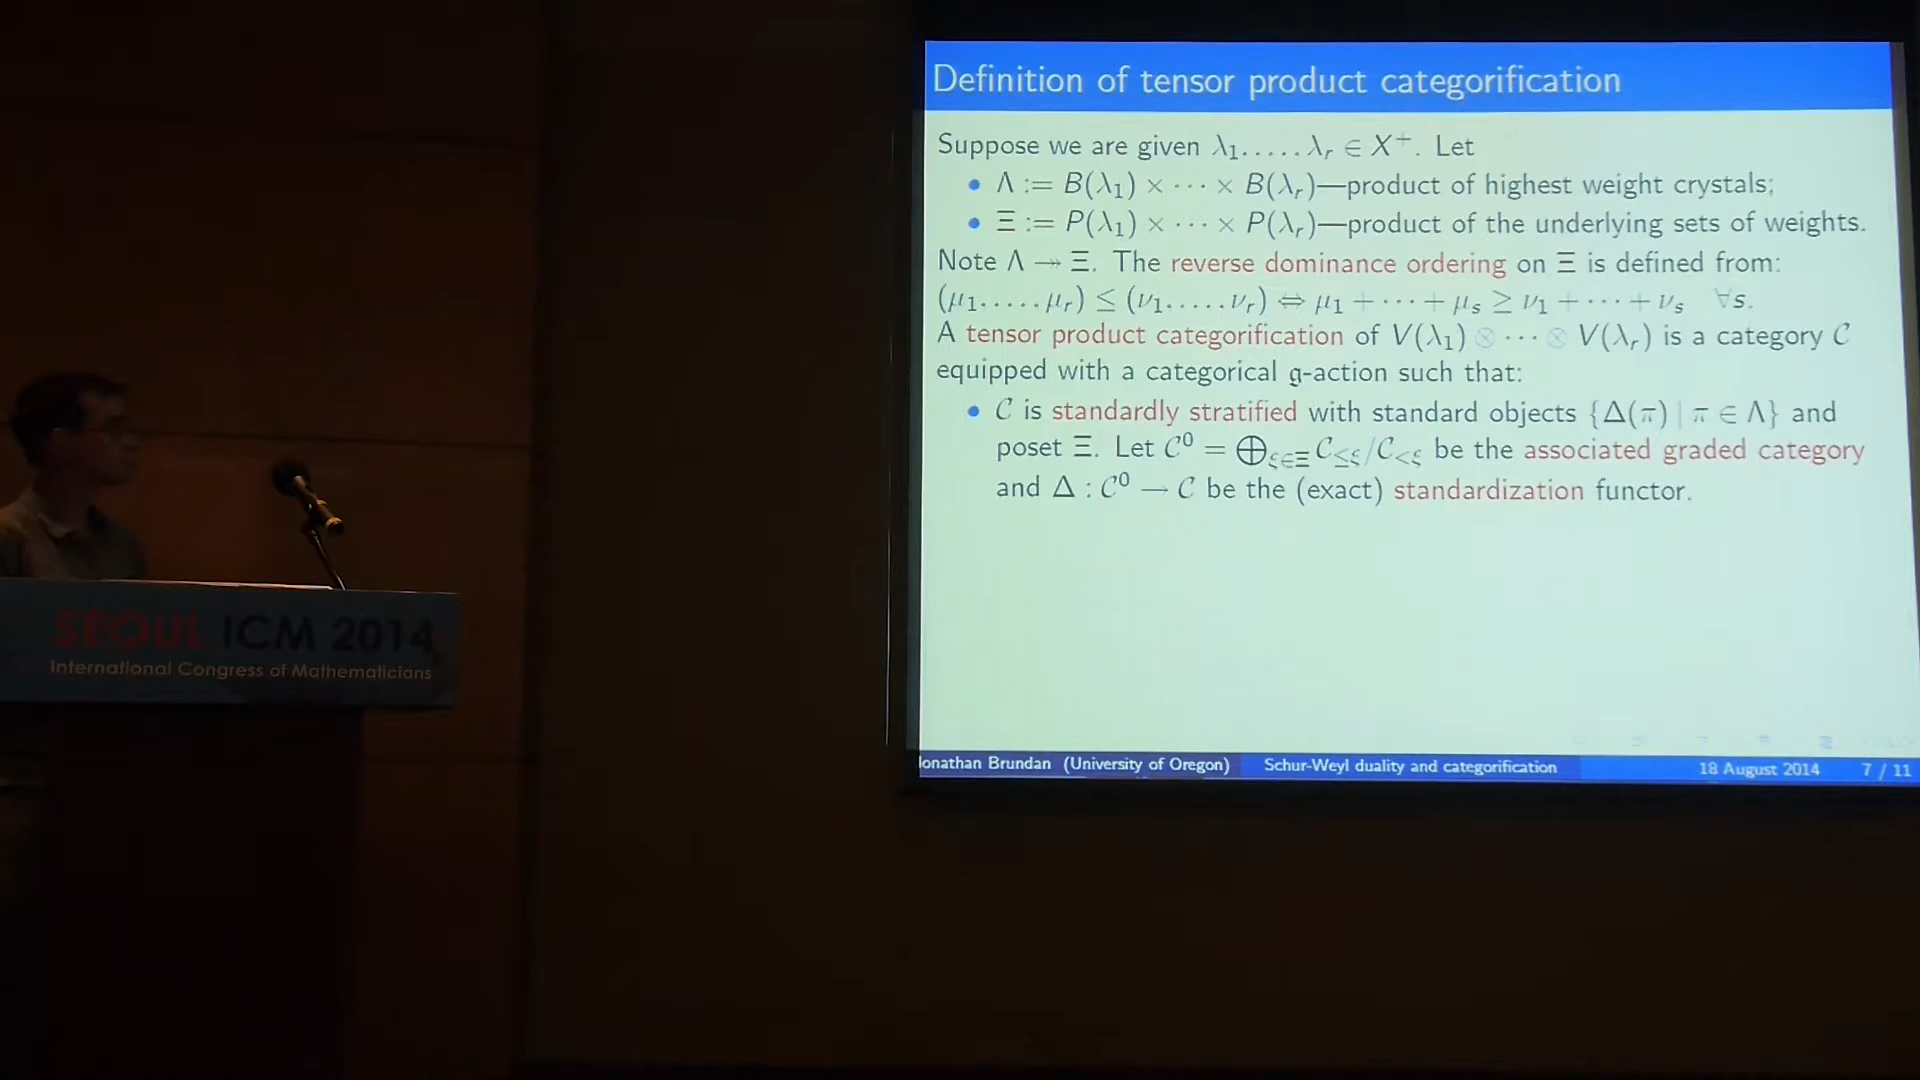 Definition of tensor product categorification
Suppose we are given λ₁, …, λᵣ ∈ X⁺. Let
• Λ := B(λ₁) × ··· × B(λᵣ)—product of highest weight crystals;
• Ξ := P(λ₁) × ··· × P(λᵣ)—product of the underlying sets of weights.
Note Λ ↠ Ξ. The reverse dominance ordering on Ξ is defined from:
(μ₁, …, μᵣ) ≤ (ν₁, …, νᵣ) ⇔ μ₁ + ··· + μₛ ≥ ν₁ + ··· + νₛ ∀s.
A tensor product categorification of V(λ₁) ⊗ ··· ⊗ V(λᵣ) is a category C
equipped with a categorical 𝔤-action such that:
• C is standardly stratified with standard objects {Δ(π) | π ∈ Λ} and
poset Ξ. Let C⁰ = ⊕_{ξ∈Ξ} C_{≤ξ}/C_{<ξ} be the associated graded category
and Δ : C⁰ → C be the (exact) standardization functor.
Jonathan Brundan (University of Oregon) Schur-Weyl duality and categorification 18 August 2014 7 / 11
SEOUL ICM 2014
International Congress of Mathematicians